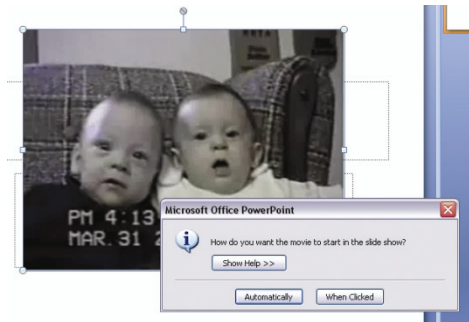 PM 4:13
MAR. 31 2
Microsoft Office PowerPoint
How do you want the movie to start in the slide show?
Show Help >>
Automatically
When Clicked